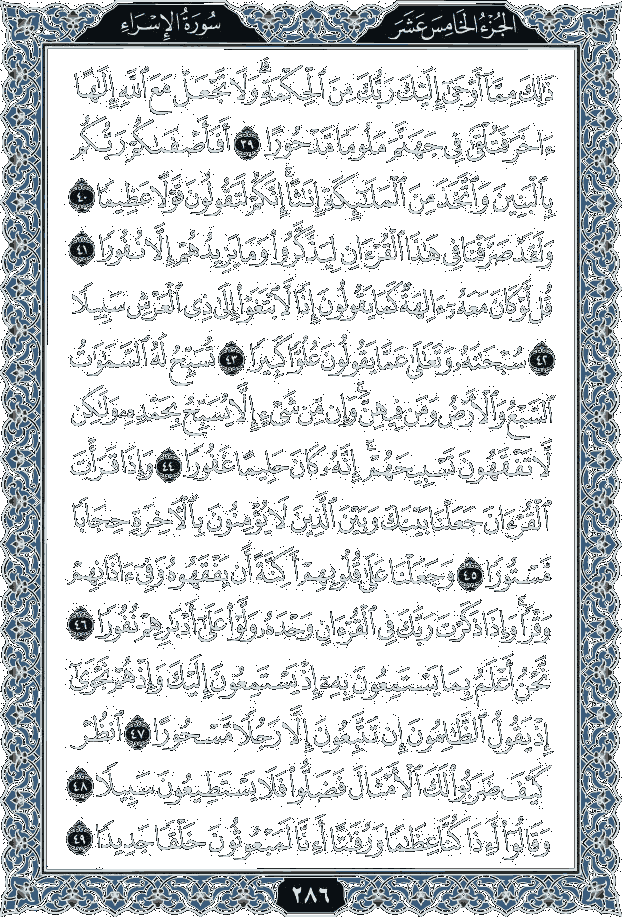 سُورَةُ الإِسْرَاءِ
الجُزْءُ الخَامِسَ عَشَرَ
ذَٰلِكَ مِمَّآ أَوْحَىٰٓ إِلَيْكَ رَبُّكَ مِنَ ٱلْحِكْمَةِ ۗ وَلَا تَجْعَلْ مَعَ ٱللَّهِ إِلَٰهًا
ءَاخَرَ فَتُلْقَىٰ فِى جَهَنَّمَ مَلُومًا مَّدْحُورًا ٣٩ أَفَأَصْفَىٰكُمْ رَبُّكُم
بِٱلْبَنِينَ وَٱتَّخَذَ مِنَ ٱلْمَلَٰٓئِكَةِ إِنَٰثًا ۚ إِنَّكُمْ لَتَقُولُونَ قَوْلًا عَظِيمًا ٤٠
وَلَقَدْ صَرَّفْنَا فِى هَٰذَا ٱلْقُرْءَانِ لِيَذَّكَّرُوا۟ وَمَا يَزِيدُهُمْ إِلَّا نُفُورًا ٤١
قُل لَّوْ كَانَ مَعَهُۥٓ ءَالِهَةٌ كَمَا يَقُولُونَ إِذًا لَّٱبْتَغَوْا۟ إِلَىٰ ذِى ٱلْعَرْشِ سَبِيلًا
٤٢ سُبْحَٰنَهُۥ وَتَعَٰلَىٰ عَمَّا يَقُولُونَ عُلُوًّا كَبِيرًا ٤٣ تُسَبِّحُ لَهُ ٱلسَّمَٰوَٰتُ
ٱلسَّبْعُ وَٱلْأَرْضُ وَمَن فِيهِنَّ ۚ وَإِن مِّن شَىْءٍ إِلَّا يُسَبِّحُ بِحَمْدِهِۦ وَلَٰكِن
لَّا تَفْقَهُونَ تَسْبِيحَهُمْ ۗ إِنَّهُۥ كَانَ حَلِيمًا غَفُورًا ٤٤ وَإِذَا قَرَأْتَ
ٱلْقُرْءَانَ جَعَلْنَا بَيْنَكَ وَبَيْنَ ٱلَّذِينَ لَا يُؤْمِنُونَ بِٱلْءَاخِرَةِ حِجَابًا
مَّسْتُورًا ٤٥ وَجَعَلْنَا عَلَىٰ قُلُوبِهِمْ أَكِنَّةً أَن يَفْقَهُوهُ وَفِىٓ ءَاذَانِهِمْ
وَقْرًا ۚ وَإِذَا ذَكَرْتَ رَبَّكَ فِى ٱلْقُرْءَانِ وَحْدَهُۥ وَلَّوْا۟ عَلَىٰٓ أَدْبَٰرِهِمْ نُفُورًا ٤٦
نَّحْنُ أَعْلَمُ بِمَا يَسْتَمِعُونَ بِهِۦٓ إِذْ يَسْتَمِعُونَ إِلَيْكَ وَإِذْ هُمْ نَجْوَىٰٓ
إِذْ يَقُولُ ٱلظَّٰلِمُونَ إِن تَتَّبِعُونَ إِلَّا رَجُلًا مَّسْحُورًا ٤٧ ٱنظُرْ
كَيْفَ ضَرَبُوا۟ لَكَ ٱلْأَمْثَالَ فَضَلُّوا۟ فَلَا يَسْتَطِيعُونَ سَبِيلًا ٤٨
وَقَالُوٓا۟ أَءِذَا كُنَّا عِظَٰمًا وَرُفَٰتًا أَءِنَّا لَمَبْعُوثُونَ خَلْقًا جَدِيدًا ٤٩
٢٨٦